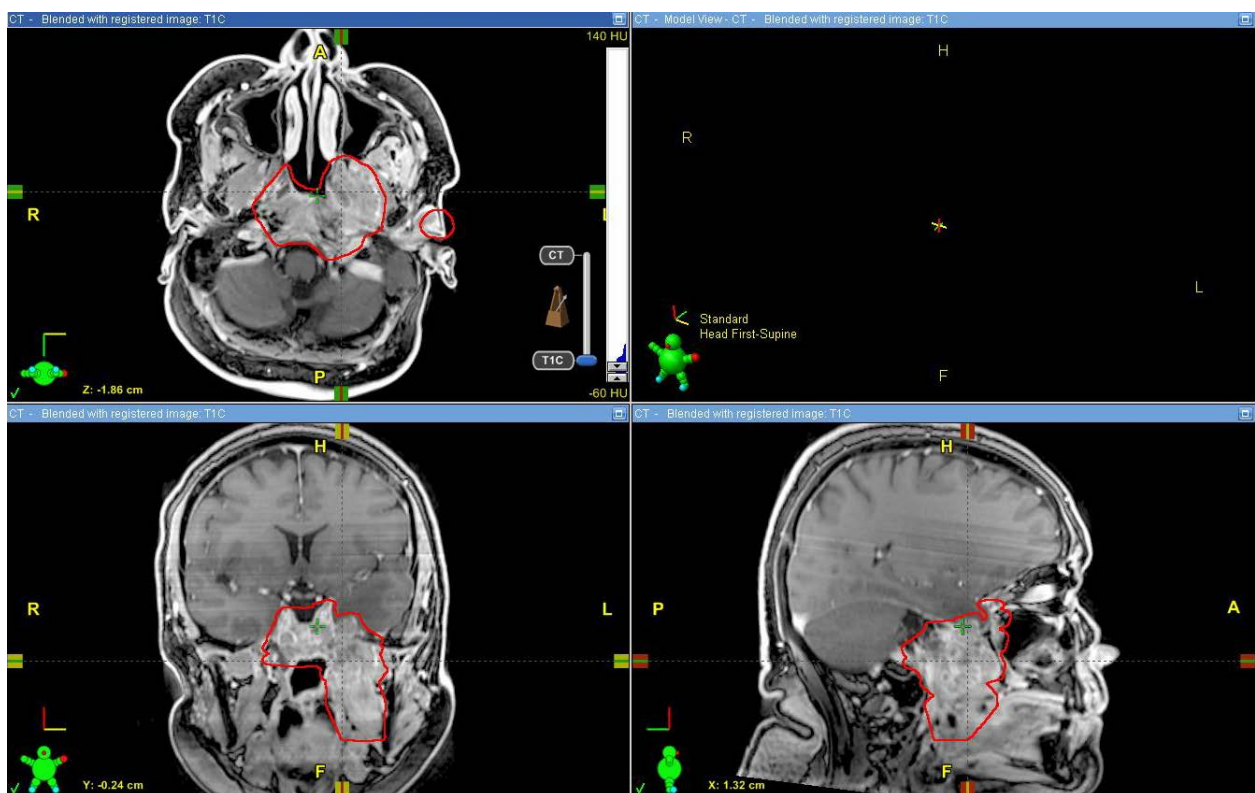 CT - Blended with registered image: T1C
140 HU
A
R
CT
T1C
Z: -1.86 cm
P
-60 HU
CT - Model View - CT - Blended with registered image: T1C
H
R
L
Standard
Head First-Supine
F
CT - Blended with registered image: T1C
H
R
L
F
Y: -0.24 cm
CT - Blended with registered image: T1C
H
P
A
F
X: 1.32 cm